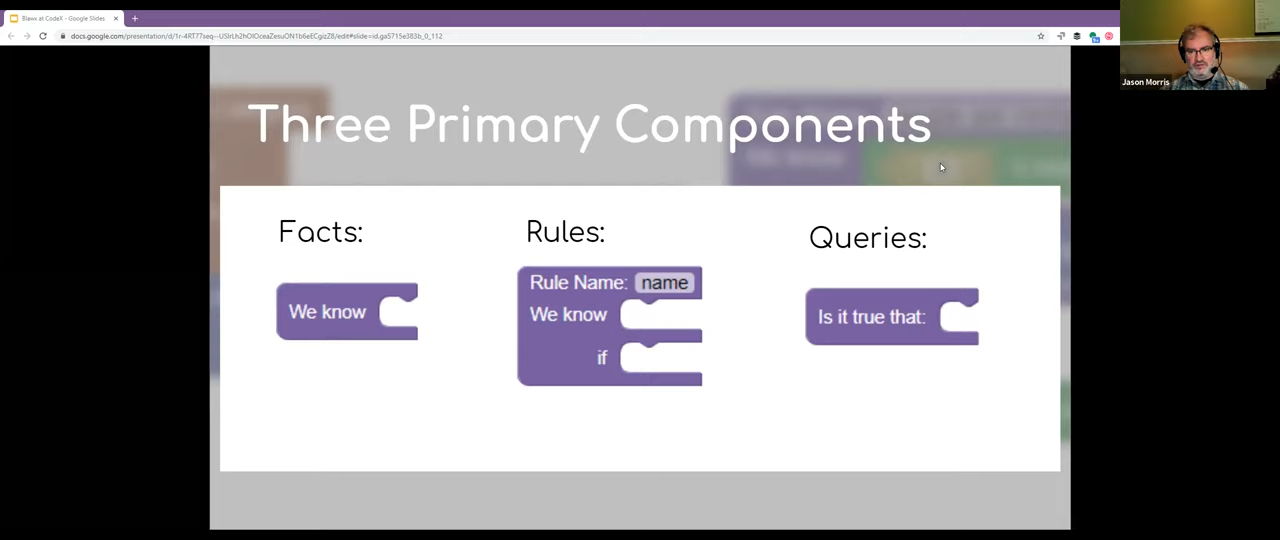 Blawx at CodeX - Google Slides
Jason Morris
Three Primary Components
Facts:
We know
Rules:
Rule Name: name
We know
if
Queries:
Is it true that: